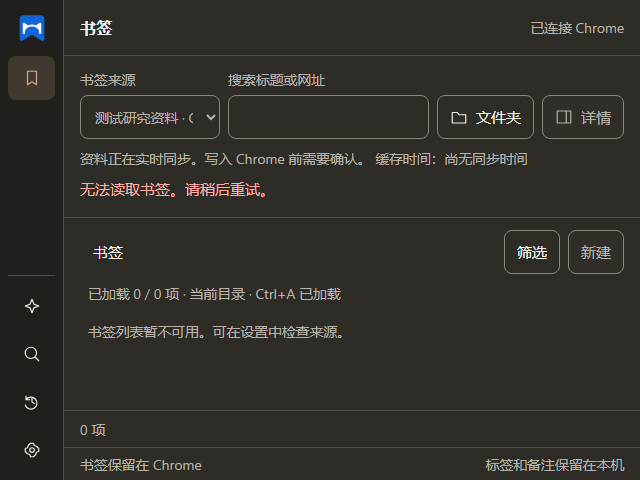 书签
已连接 Chrome
书签来源
搜索标题或网址
测试研究资料 · C
文件夹
详情
资料正在实时同步。写入 Chrome 前需要确认。 缓存时间：尚无同步时间
无法读取书签。请稍后重试。
书签
筛选
新建
已加载 0 / 0 项 · 当前目录 · Ctrl+A 已加载
书签列表暂不可用。可在设置中检查来源。
0 项
书签保留在 Chrome
标签和备注保留在本机